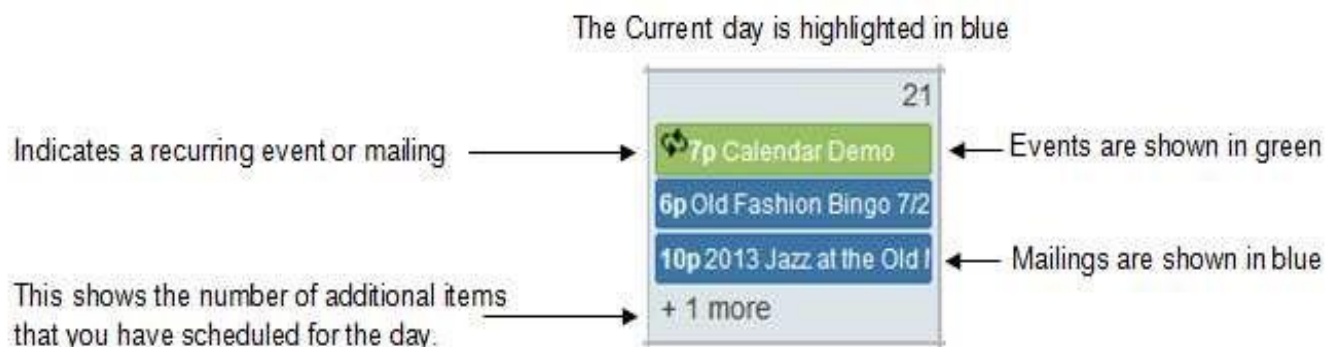 The Current day is highlighted in blue
21
Indicates a recurring event or mailing
7p Calendar Demo
Events are shown in green
6p Old Fashion Bingo 7/2
10p 2013 Jazz at the Old
Mailings are shown in blue
This shows the number of additional items
that you have scheduled for the day.
+ 1 more